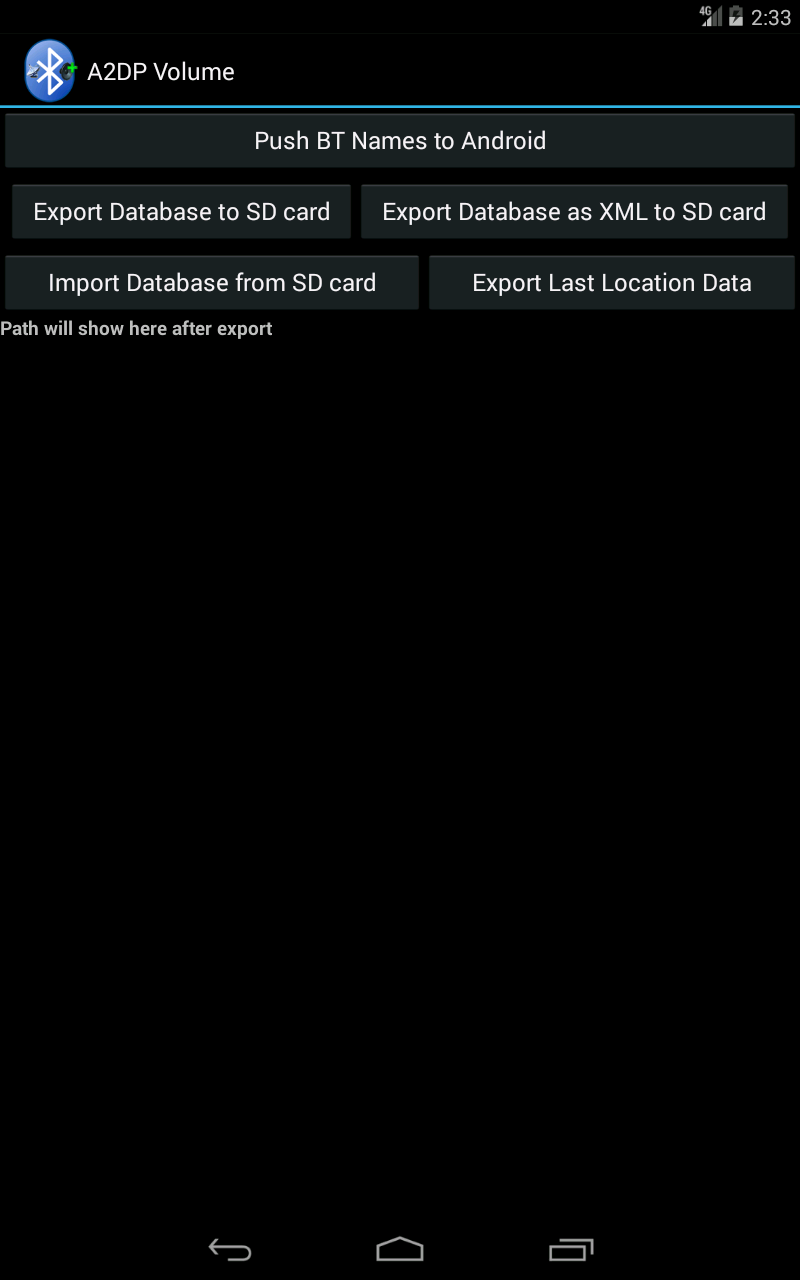 4G 2:33
A2DP Volume
Push BT Names to Android
Export Database to SD card Export Database as XML to SD card
Import Database from SD card Export Last Location Data
Path will show here after export